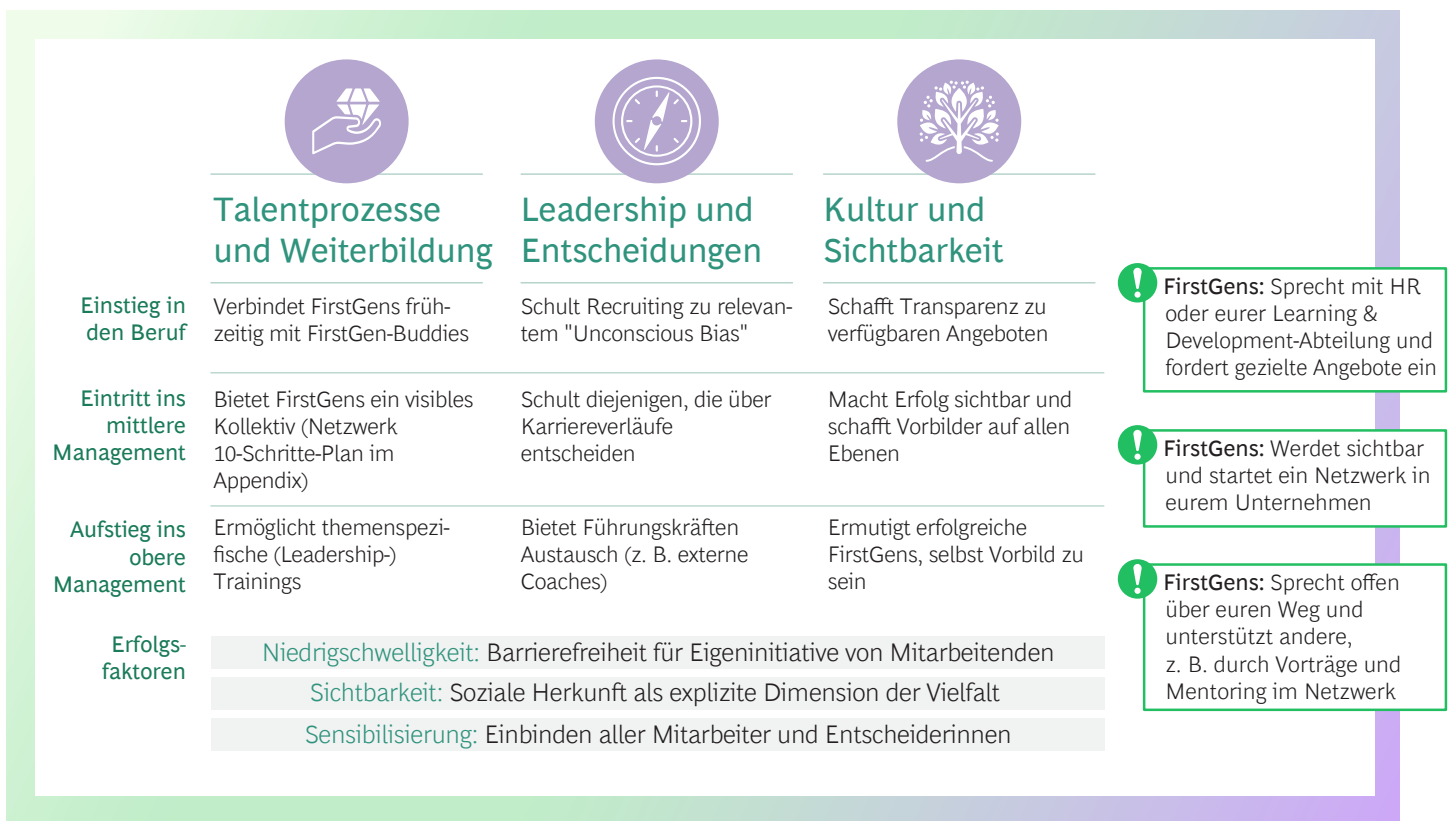 Talentprozesse
und Weiterbildung
Leadership und
Entscheidungen
Kultur und
Sichtbarkeit
Einstieg in
den Beruf
Verbindet FirstGens früh-
zeitig mit FirstGen-Buddies
Schult Recruiting zu relevan-
tem "Unconscious Bias"
Schafft Transparenz zu
verfügbaren Angeboten
FirstGens: Sprecht mit HR
oder eurer Learning &
Development-Abteilung und
fordert gezielte Angebote ein
Eintritt ins
mittlere
Management
Bietet FirstGens ein visibles
Kollektiv (Netzwerk
10-Schritte-Plan im
Appendix)
Schult diejenigen, die über
Karriereverläufe
entscheiden
Macht Erfolg sichtbar und
schafft Vorbilder auf allen
Ebenen
FirstGens: Werdet sichtbar
und startet ein Netzwerk in
eurem Unternehmen
Aufstieg ins
obere
Management
Ermöglicht themenspezi-
fische (Leadership-)
Trainings
Bietet Führungskräften
Austausch (z. B. externe
Coaches)
Ermutigt erfolgreiche
FirstGens, selbst Vorbild zu
sein
FirstGens: Sprecht offen
über euren Weg und
unterstützt andere,
z. B. durch Vorträge und
Mentoring im Netzwerk
Erfolgs-
faktoren
Niedrigschwelligkeit: Barrierefreiheit für Eigeninitiative von Mitarbeitenden
Sichtbarkeit: Soziale Herkunft als explizite Dimension der Vielfalt
Sensibilisierung: Einbinden aller Mitarbeiter und Entscheiderinnen